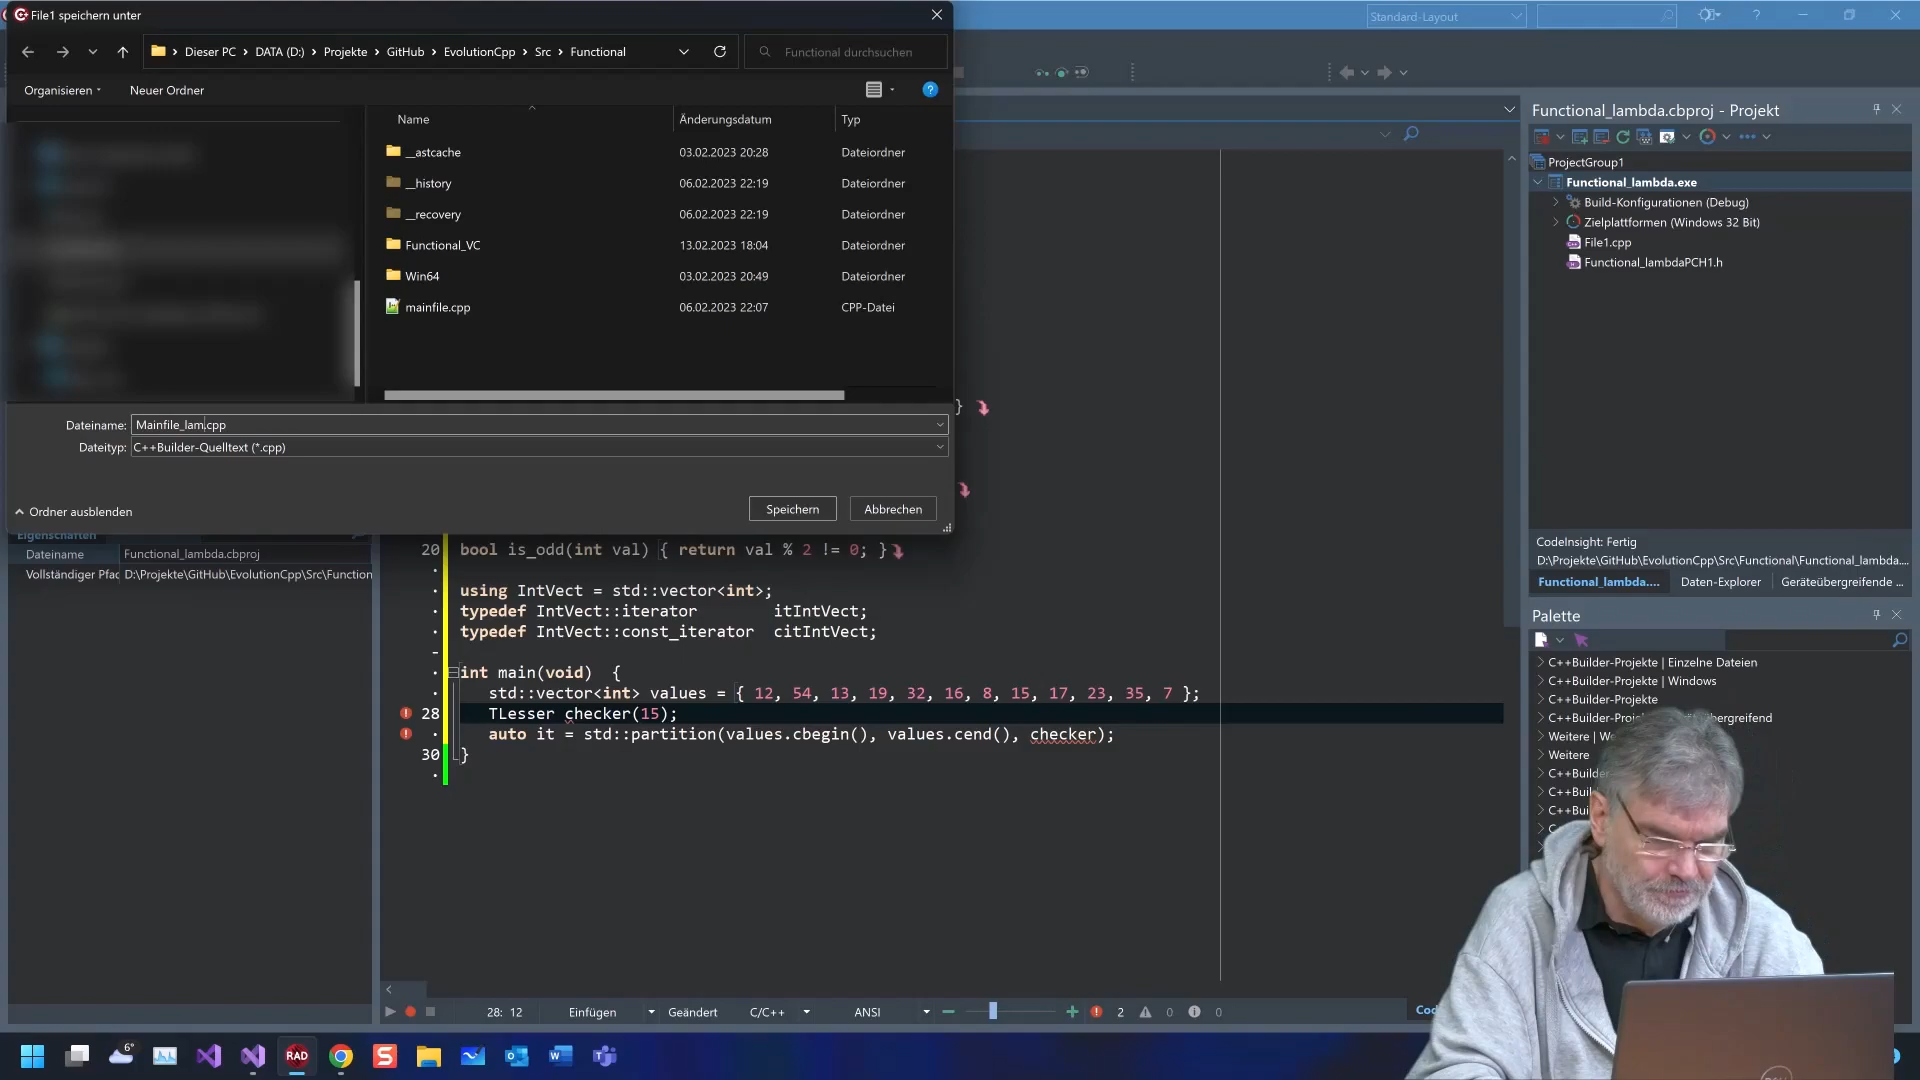 File1 speichern unter
Standard-Layout
Dieser PC > DATA (D:) > Projekte > GitHub > EvolutionCpp > Src > Functional
Functional durchsuchen
Organisieren
Neuer Ordner
Name Änderungsdatum Typ
__astcache 03.02.2023 20:28 Dateiordner
__history 06.02.2023 22:19 Dateiordner
__recovery 06.02.2023 22:19 Dateiordner
Functional_VC 13.02.2023 18:04 Dateiordner
Win64 03.02.2023 20:49 Dateiordner
mainfile.cpp 06.02.2023 22:07 CPP-Datei
Dateiname: Mainfile_lam.cpp
Dateityp: C++Builder-Quelltext (*.cpp)
Ordner ausblenden
Speichern
Abbrechen
Eigenschaften
Dateiname Functional_lambda.cbproj
Vollständiger Pfad D:\Projekte\GitHub\EvolutionCpp\Src\Function
}
20 bool is_odd(int val) { return val % 2 != 0; }
using IntVect = std::vector<int>;
typedef IntVect::iterator itIntVect;
typedef IntVect::const_iterator citIntVect;
int main(void) {
std::vector<int> values = { 12, 54, 13, 19, 32, 16, 8, 15, 17, 23, 35, 7 };
28 TLesser checker(15);
auto it = std::partition(values.cbegin(), values.cend(), checker);
30 }
28: 12 Einfügen Geändert C/C++ ANSI 2 0 0
Functional_lambda.cbproj - Projekt
ProjectGroup1
Functional_lambda.exe
Build-Konfigurationen (Debug)
Zielplattformen (Windows 32 Bit)
File1.cpp
Functional_lambdaPCH1.h
CodeInsight: Fertig
D:\Projekte\GitHub\EvolutionCpp\Src\Functional\Functional_lambda....
Functional_lambda.... Daten-Explorer Geräteübergreifende ...
Palette
C++Builder-Projekte | Einzelne Dateien
C++Builder-Projekte | Windows
C++Builder-Projekte
Weitere
6°
RAD